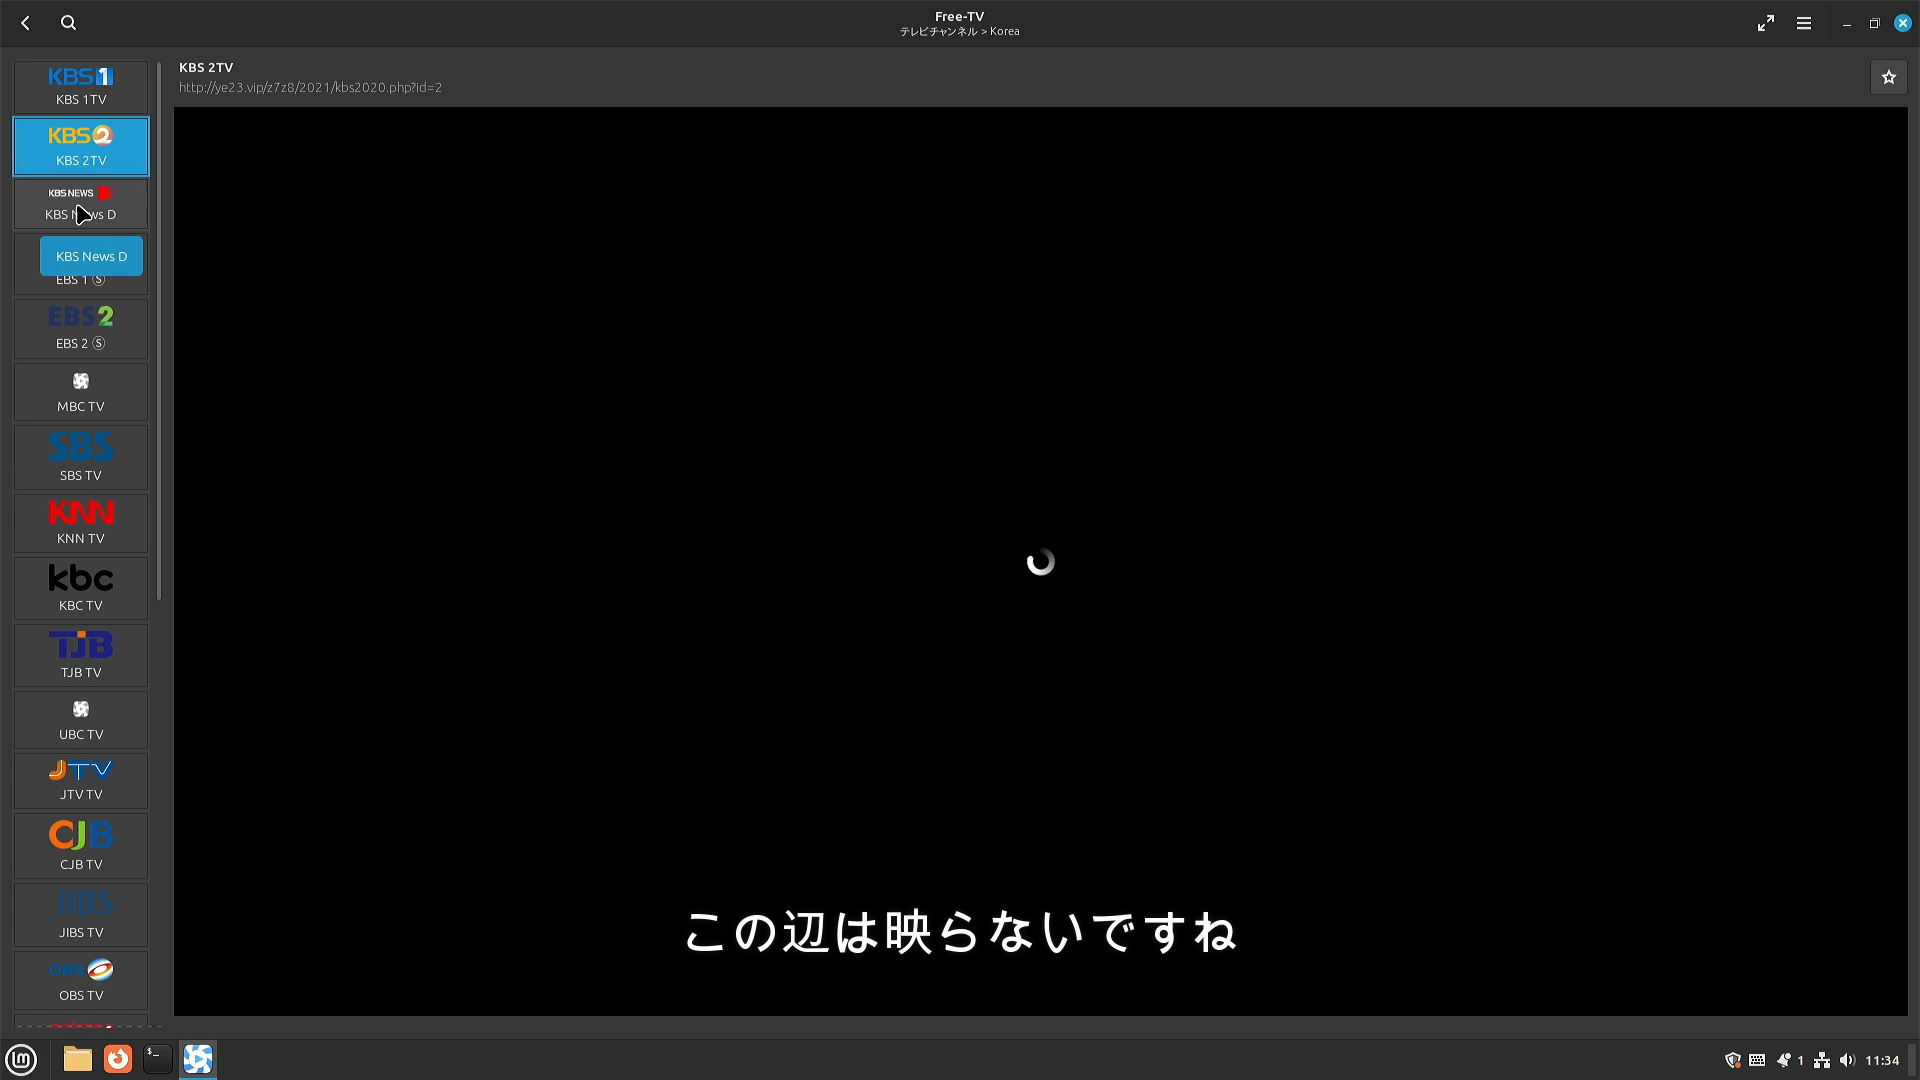 Free-TV
テレビチャンネル > Korea
KBS 2TV
http://ye23.vip/z7z8/2021/kbs2020.php?id=2
KBS1
KBS 1TV
KBS2
KBS 2TV
KBS NEWS
KBS News D
KBS News D
EBS 1 Ⓢ
EBS2
EBS 2 Ⓢ
MBC TV
SBS
SBS TV
KNN
KNN TV
kbc
KBC TV
TJB
TJB TV
UBC TV
JTV
JTV TV
CJB
CJB TV
JIBS
JIBS TV
OBS
OBS TV
この辺は映らないですね
1
11:34